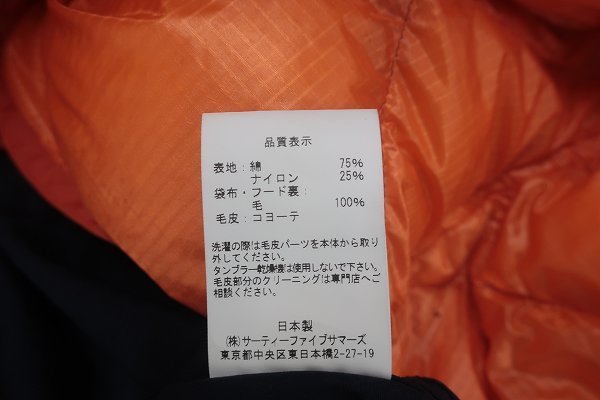 品質表示
表地：綿 75%
ナイロン 25%
袋布・フード裏：
毛 100%
毛皮：コヨーテ
洗濯の際は毛皮パーツを本体から取り
外してください。
タンブラー乾燥機は使用しないで下さい。
毛皮部分のクリーニングは専門店へご
相談ください。
日本製
(株)サーティーファイブサマーズ
東京都中央区東日本橋2-27-19